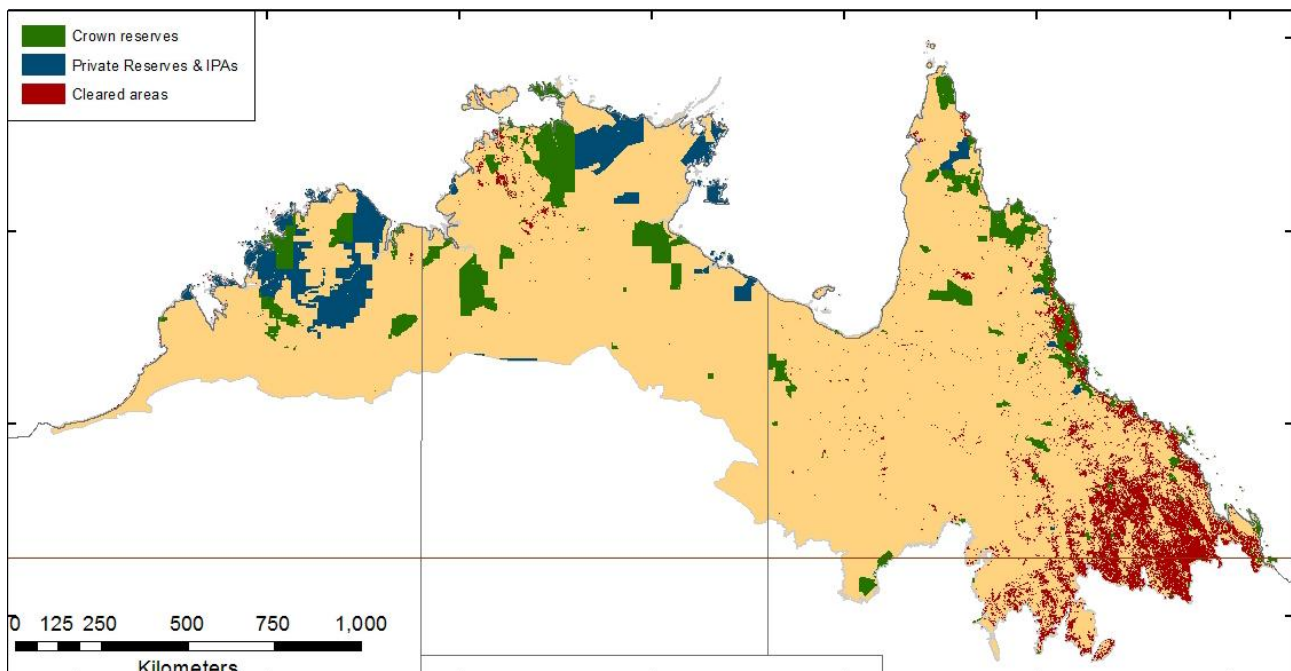 Crown reserves
Private Reserves & IPAs
Cleared areas
0 125 250 500 750 1,000
Kilometers